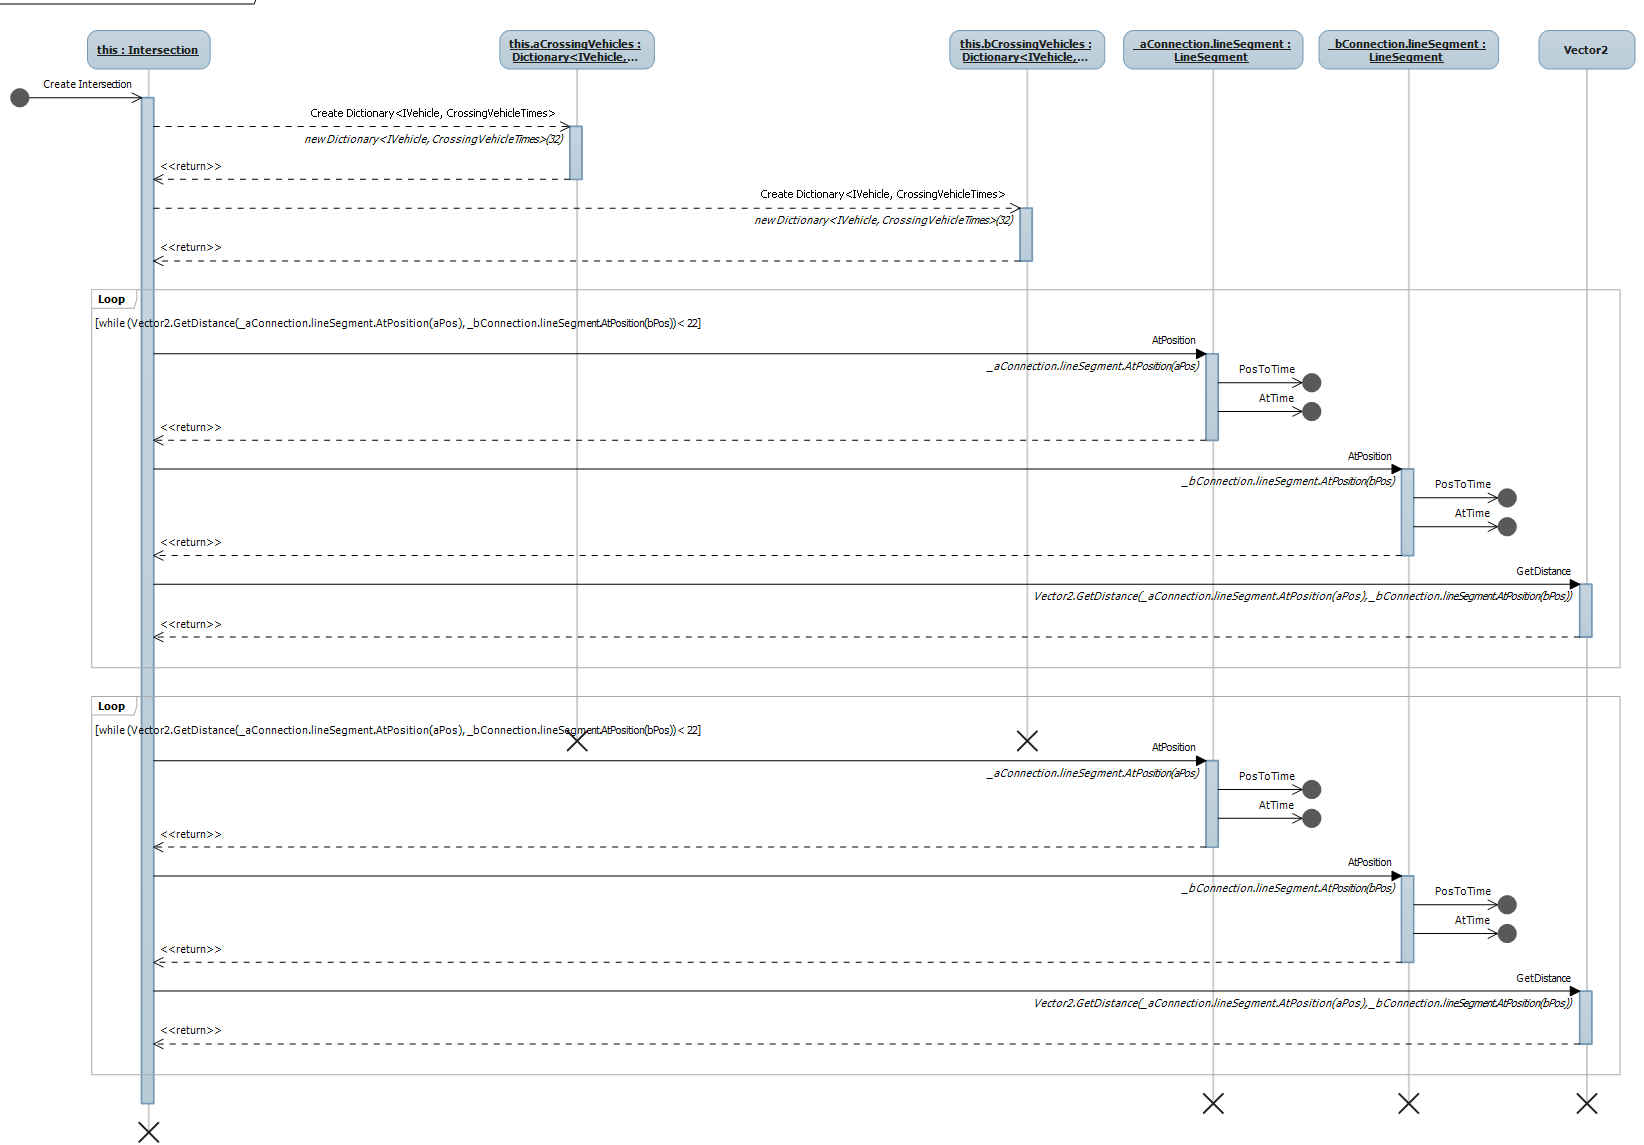 this : Intersection
this.aCrossingVehicles :
Dictionary<IVehicle,...
this.bCrossingVehicles :
Dictionary<IVehicle,...
_aConnection.lineSegment :
LineSegment
_bConnection.lineSegment :
LineSegment
Vector2
Create Intersection
Create Dictionary<IVehicle, CrossingVehicleTimes>
new Dictionary<IVehicle, CrossingVehicleTimes>(32)
<<return>>
Create Dictionary<IVehicle, CrossingVehicleTimes>
new Dictionary<IVehicle, CrossingVehicleTimes>(32)
<<return>>
Loop
[while (Vector2.GetDistance(_aConnection.lineSegment.AtPosition(aPos), _bConnection.lineSegment.AtPosition(bPos)) < 22]
AtPosition
_aConnection.lineSegment.AtPosition(aPos)
PosToTime
AtTime
<<return>>
AtPosition
_bConnection.lineSegment.AtPosition(bPos)
PosToTime
AtTime
<<return>>
GetDistance
Vector2.GetDistance(_aConnection.lineSegment.AtPosition(aPos), _bConnection.lineSegment.AtPosition(bPos))
<<return>>
Loop
[while (Vector2.GetDistance(_aConnection.lineSegment.AtPosition(aPos), _bConnection.lineSegment.AtPosition(bPos)) < 22]
AtPosition
_aConnection.lineSegment.AtPosition(aPos)
PosToTime
AtTime
<<return>>
AtPosition
_bConnection.lineSegment.AtPosition(bPos)
PosToTime
AtTime
<<return>>
GetDistance
Vector2.GetDistance(_aConnection.lineSegment.AtPosition(aPos), _bConnection.lineSegment.AtPosition(bPos))
<<return>>